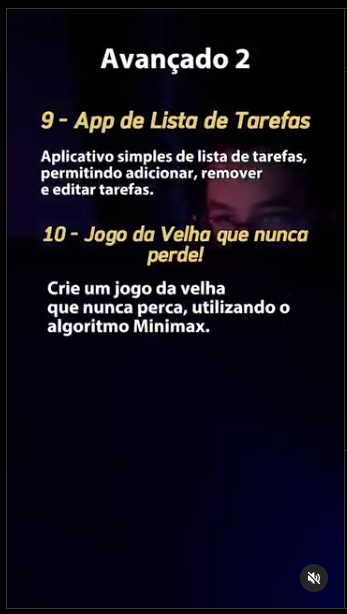 Avançado 2
9 - App de Lista de Tarefas
Aplicativo simples de lista de tarefas,
permitindo adicionar, remover
e editar tarefas.
10 - Jogo da Velha que nunca
perde!
Crie um jogo da velha
que nunca perca, utilizando o
algoritmo Minimax.